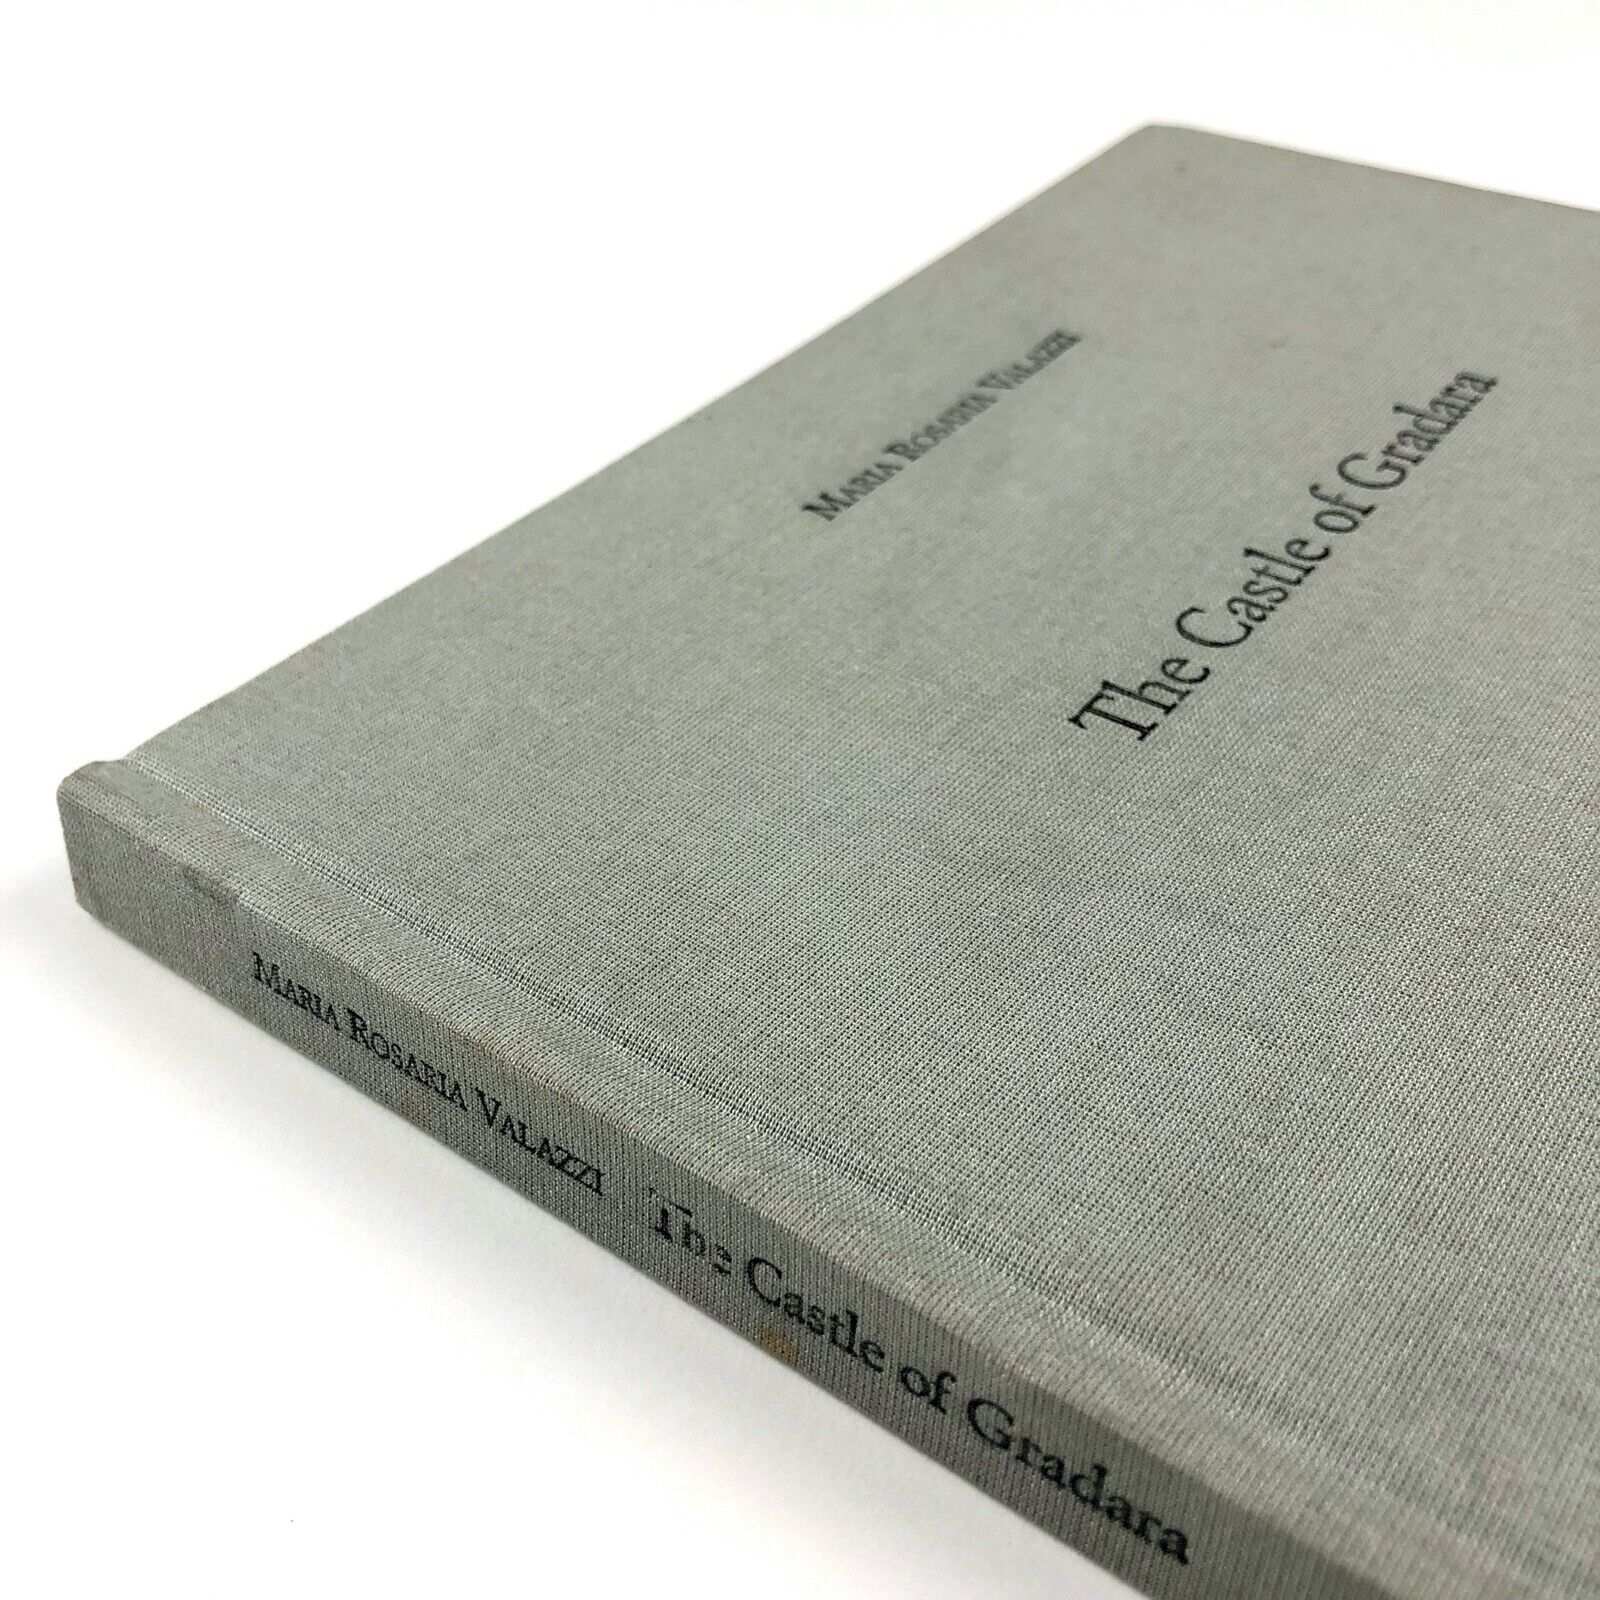 MARIA ROSARIA VALAZZI
The Castle of Gradara
MARIA ROSARIA VALAZZI The Castle of Gradara